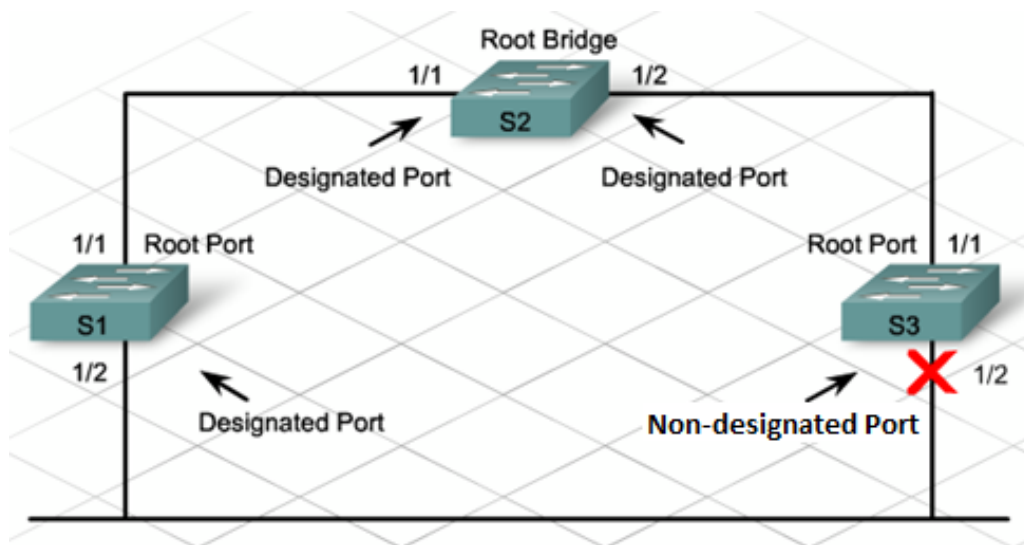 Root Bridge
1/1
1/2
S2
Designated Port
Designated Port
1/1
Root Port
Root Port
1/1
S1
S3
1/2
1/2
Designated Port
Non-designated Port